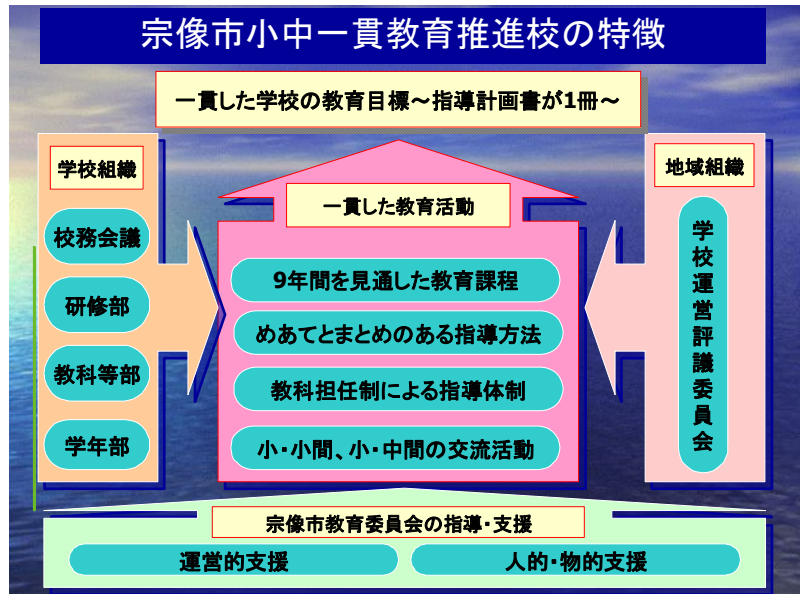 宗像市小中一貫教育推進校の特徴
一貫した学校の教育目標～指導計画書が1冊～
学校組織
校務会議
研修部
教科等部
学年部
一貫した教育活動
9年間を見通した教育課程
めあてとまとめのある指導方法
教科担任制による指導体制
小・小間、小・中間の交流活動
地域組織
学校運営評議委員会
宗像市教育委員会の指導・支援
運営的支援
人的・物的支援